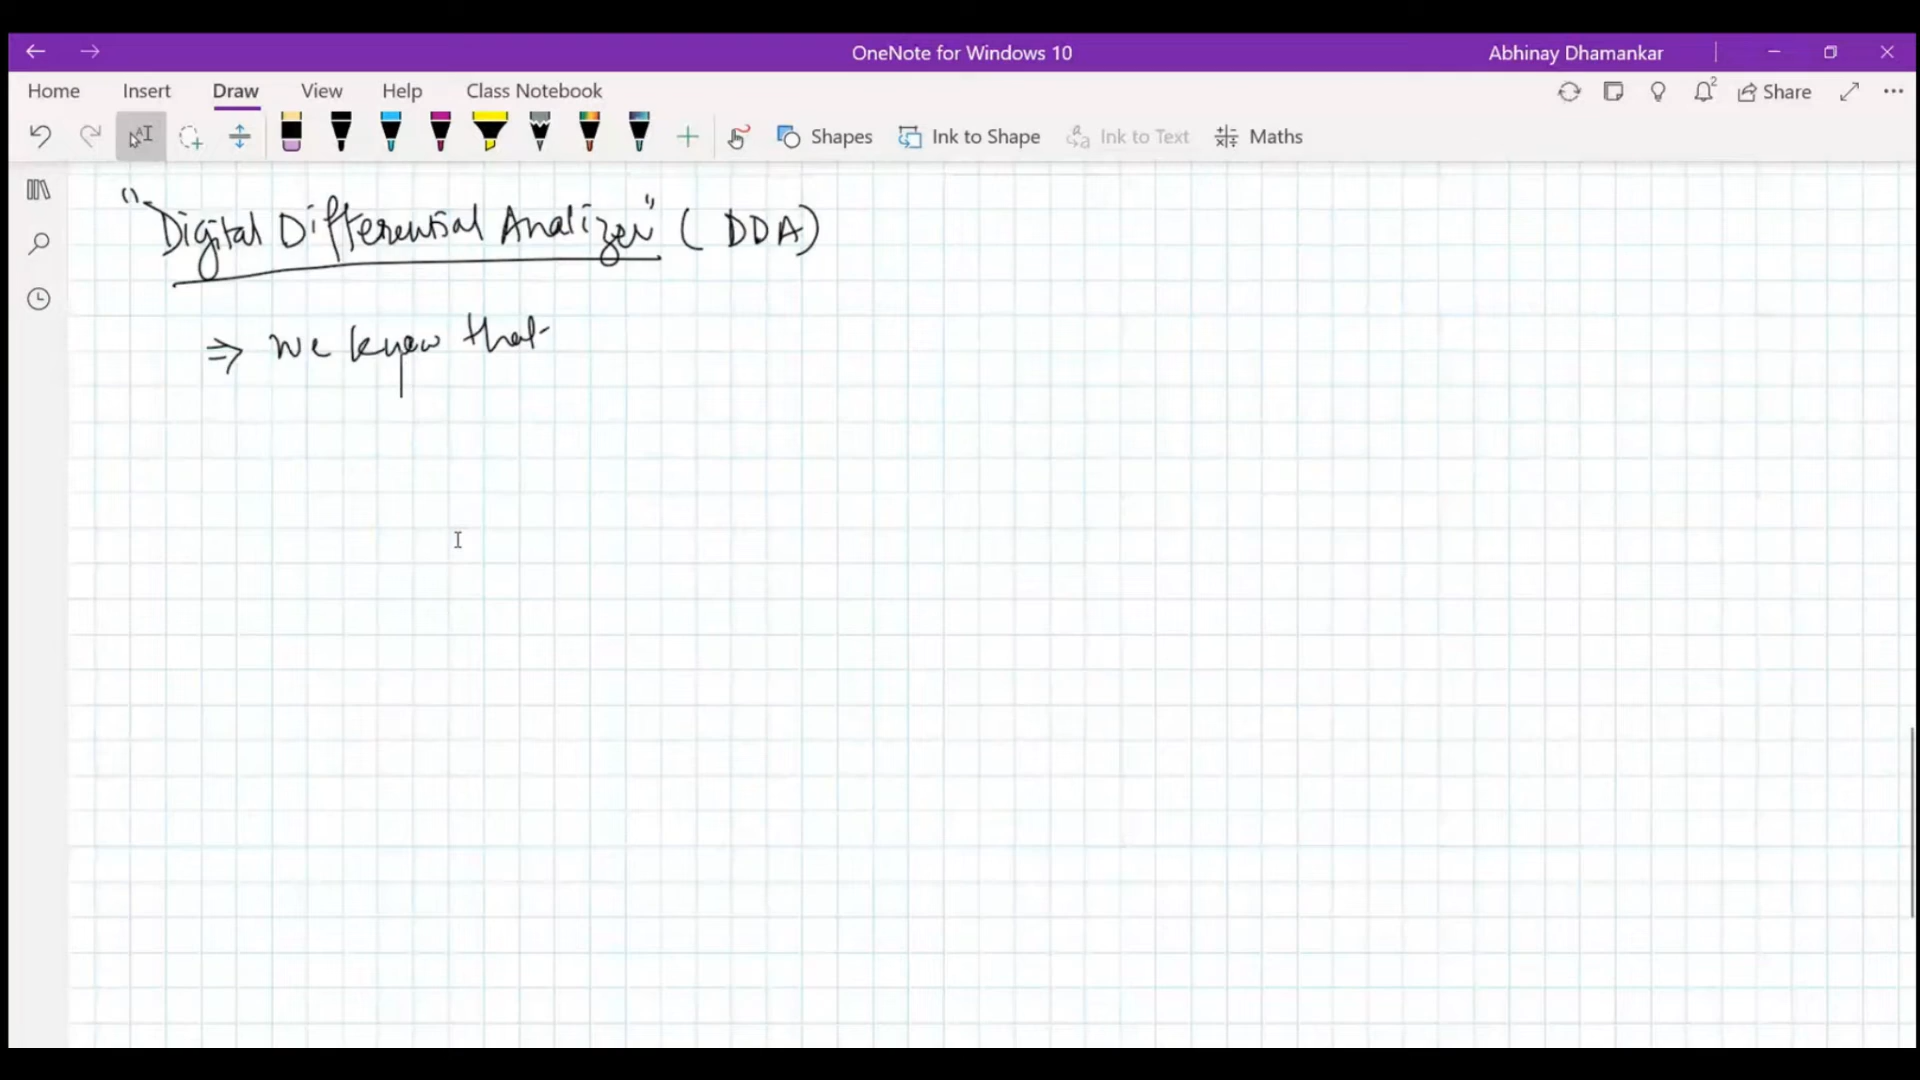 OneNote for Windows 10 Abhinay Dhamankar
Home Insert Draw View Help Class Notebook 2 Share
Shapes Ink to Shape Ink to Text Maths
"Digital Differential Analizer" ( DDA)
⇒ We know that